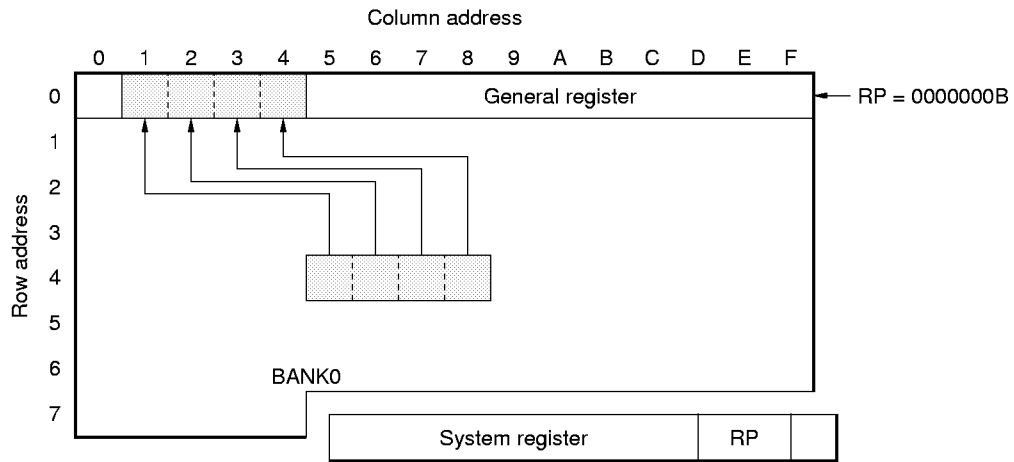 Column address
0 1 2 3 4 5 6 7 8 9 A B C D E F
0 General register RP = 0000000B
1
2
3
4
5
6
BANK0
7
System register RP
Row address